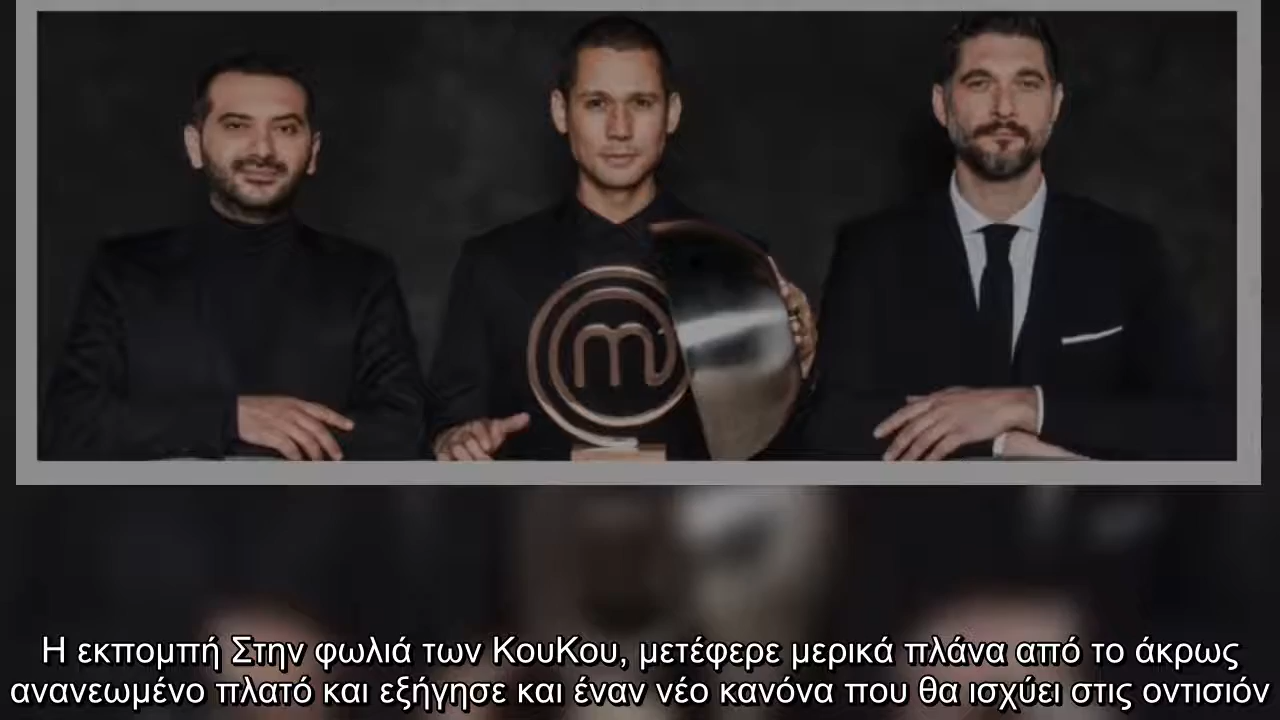 m
Η εκπομπή Στην φωλιά των ΚουΚου, μετέφερε μερικά πλάνα από το άκρως
ανανεωμένο πλατό και εξήγησε και έναν νέο κανόνα που θα ισχύει στις οντισιόν